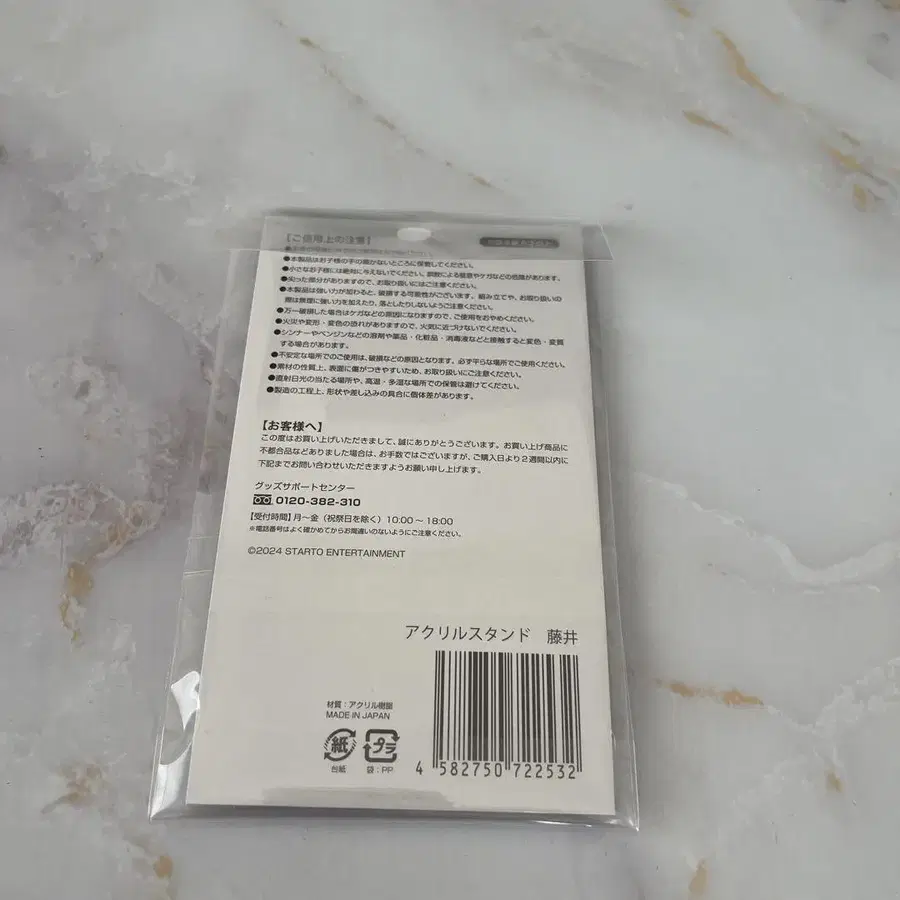 【ご使用上の注意】
●本製品はお子様の手の届かないところに保管してください。
●小さなお子様には絶対に与えないでください。誤飲による窒息やケガなどの危険があります。
●尖った部分がありますので、お取り扱いにはご注意ください。
●本製品は強い力が加わると、破損する可能性がございます。組み立てや、お取り扱いの
際は無理に強い力を加えたり、落としたりしないようご注意ください。
●万一破損した場合はケガなどの原因になりますので、ご使用をおやめください。
●火災や変形・変色の恐れがありますので、火気に近づけないでください。
●シンナーやベンジンなどの溶剤や薬品・化粧品・消毒液などと接触すると変色・変質
する場合があります。
●不安定な場所でのご使用は、破損などの原因となります。必ず平らな場所でご使用ください。
●素材の性質上、表面に傷がつきやすいため、お取り扱いにご注意ください。
●直射日光の当たる場所や、高温・多湿な場所での保管は避けてください。
●製造の工程上、形状や差し込みの具合に個体差があります。
【お客様へ】
この度はお買い上げいただきまして、誠にありがとうございます。お買い上げ商品に
不都合品などありました場合は、お手数ではございますが、ご購入日より2週間以内に
下記までお問い合わせいただきますようお願い申し上げます。
グッズサポートセンター
0120-382-310
【受付時間】月〜金（祝祭日を除く）10:00〜18:00
※電話番号はよく確かめてからお間違いのないようにご注意ください。
©2024 STARTO ENTERTAINMENT
アクリルスタンド 藤井
材質：アクリル樹脂
MADE IN JAPAN
紙 プラ
台紙 袋：PP
4 582750 722532